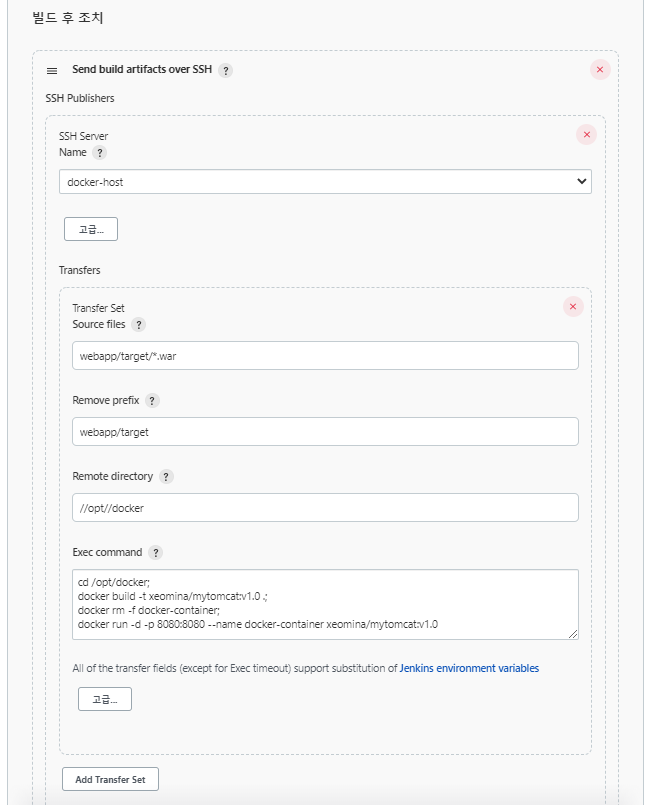 빌드 후 조치
Send build artifacts over SSH ?
SSH Publishers
SSH Server
Name ?
docker-host
고급...
Transfers
Transfer Set
Source files ?
webapp/target/*.war
Remove prefix ?
webapp/target
Remote directory ?
//opt//docker
Exec command ?
cd /opt/docker;
docker build -t xeomina/mytomcat:v1.0 .;
docker rm -f docker-container;
docker run -d -p 8080:8080 --name docker-container xeomina/mytomcat:v1.0
All of the transfer fields (except for Exec timeout) support substitution of Jenkins environment variables
고급...
Add Transfer Set